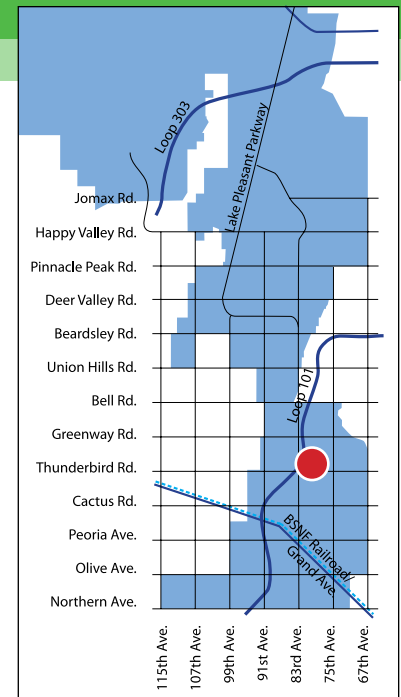 Loop 303
Lake Pleasant Parkway
Jomax Rd.
Happy Valley Rd.
Pinnacle Peak Rd.
Deer Valley Rd.
Beardsley Rd.
Union Hills Rd.
Bell Rd.
Loop 101
Greenway Rd.
Thunderbird Rd.
Cactus Rd.
Peoria Ave.
BSNF Railroad/
Grand Ave.
Olive Ave.
Northern Ave.
115th Ave.
107th Ave.
99th Ave.
91st Ave.
83rd Ave.
75th Ave.
67th Ave.